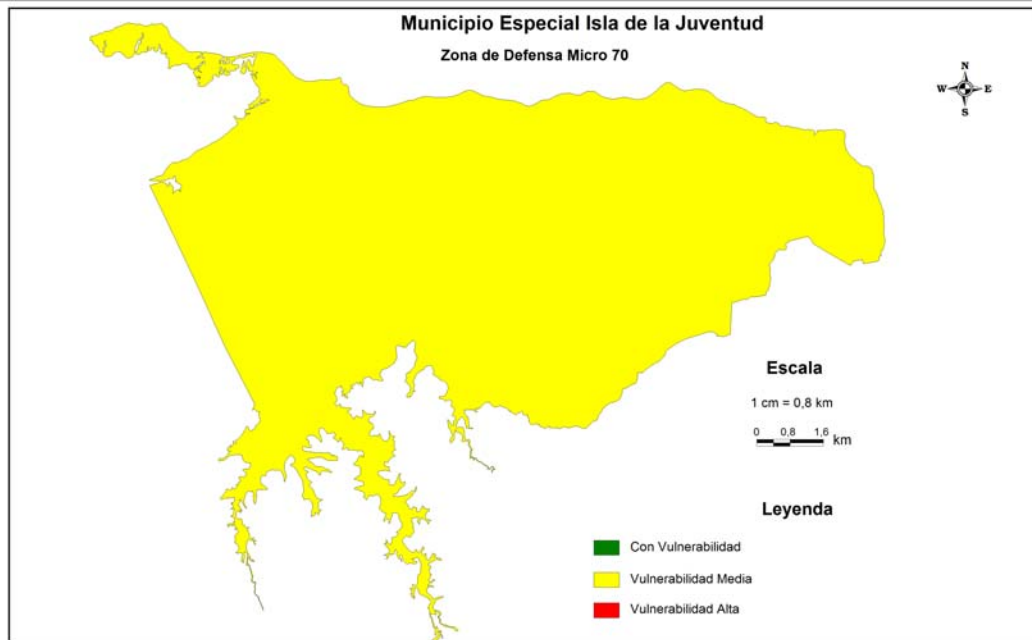 Municipio Especial Isla de la Juventud
Zona de Defensa Micro 70
N
W E
S
Escala
1 cm = 0,8 km
0 0,8 1,6
km
Leyenda
Con Vulnerabilidad
Vulnerabilidad Media
Vulnerabilidad Alta